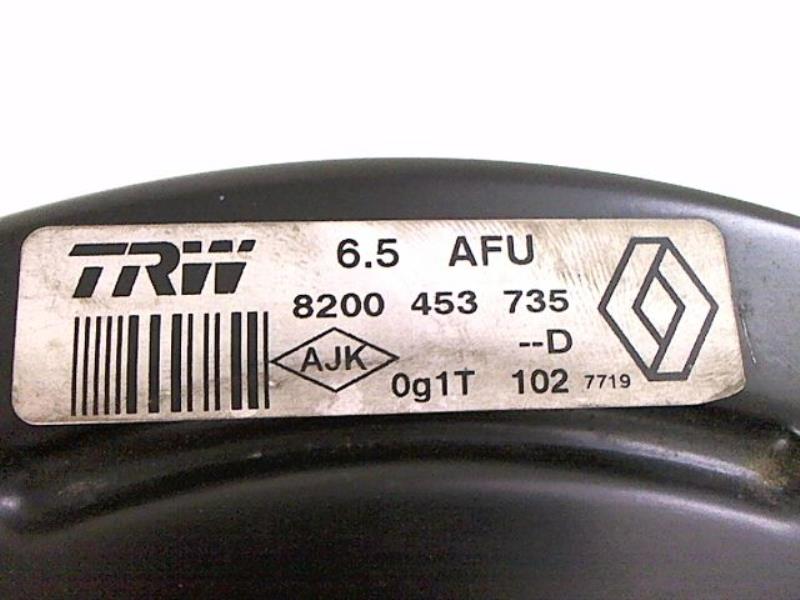 TRW 6.5 AFU
8200 453 735
--D
AJK
0g1T 102 7719